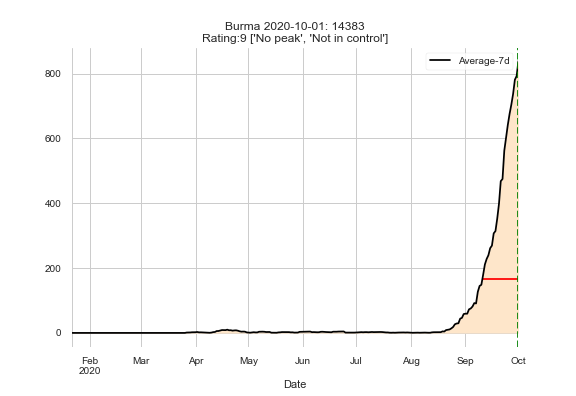 Burma 2020-10-01: 14383
Rating:9 ['No peak', 'Not in control']
Average-7d
800
600
400
200
0
Feb
2020
Mar
Apr
May
Jun
Jul
Aug
Sep
Oct
Date